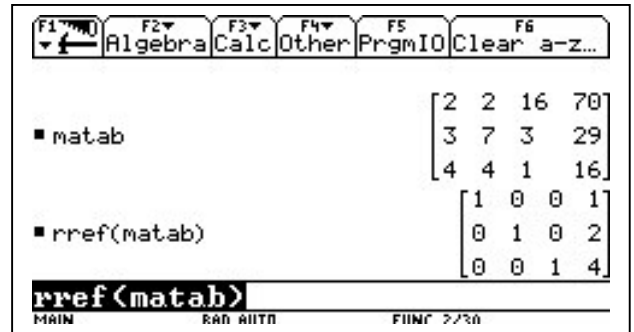 F1 F2 F3 F4 F5 F6
Algebra Calc Other PrgmIO Clear a-z…
[2 2 16 70]
▪ matab [3 7 3 29]
[4 4 1 16]
[1 0 0 1]
▪ rref(matab) [0 1 0 2]
[0 0 1 4]
rref(matab)
MAIN RAD AUTO FUNC 2/30